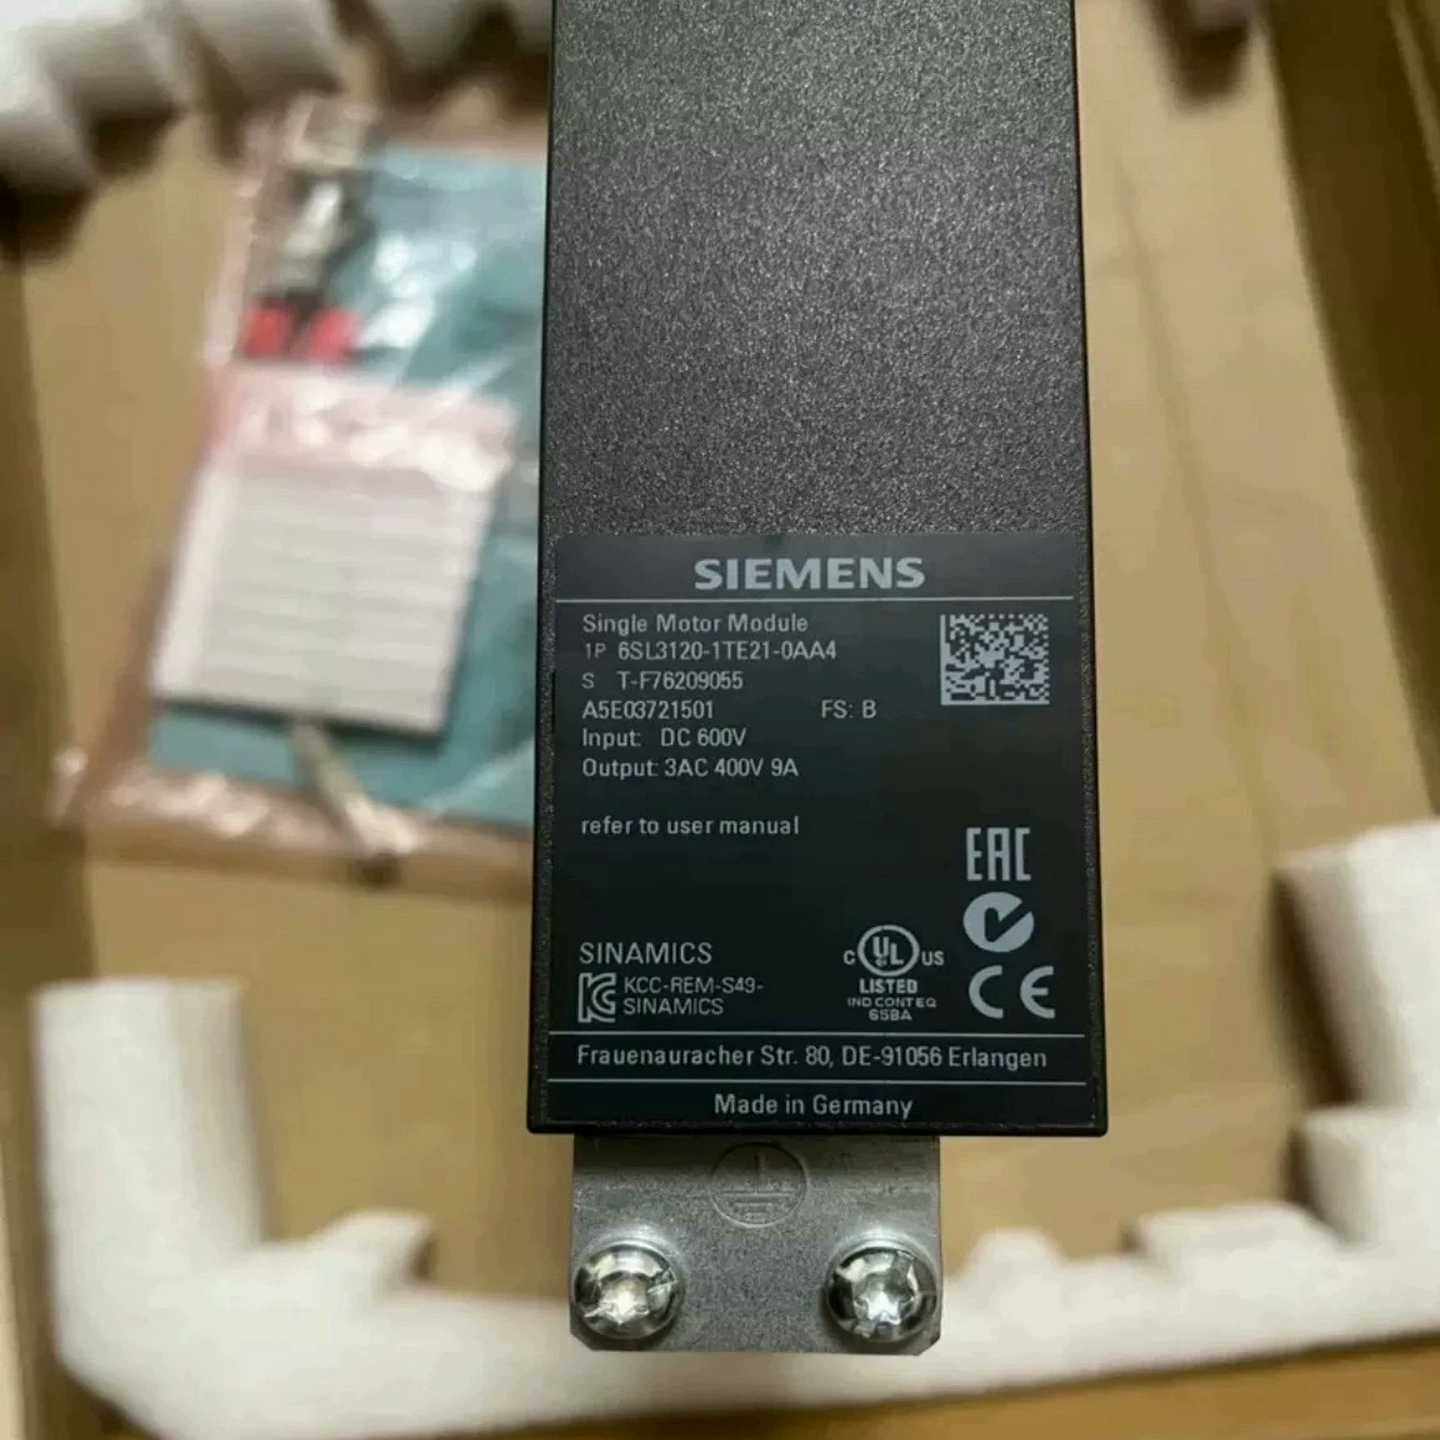 SIEMENS
Single Motor Module
1P 6SL3120-1TE21-0AA4
S T-F76209055
A5E03721501 FS: B
Input: DC 600V
Output: 3AC 400V 9A
refer to user manual
EAC
SINAMICS
KCC-REM-S49-
SINAMICS
C UL US
LISTED
IND CONT EQ
65BA
CE
Frauenauracher Str. 80, DE-91056 Erlangen
Made in Germany